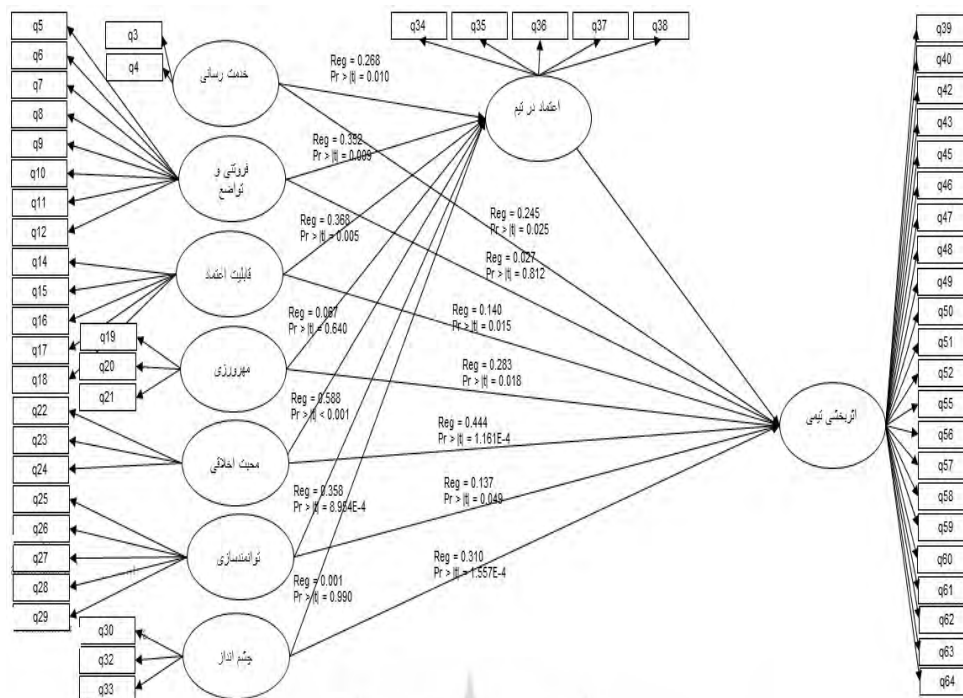 q5
q6
q7
q8
q9
q10
q11
q12
q14
q15
q16
q17
q18
q22
q23
q24
q25
q26
q27
q28
q29
q3
q4
q19
q20
q21
q30
q32
q33
خدمت رسانی
فروتنی و
تواضع
قابلیت اعتماد
مهرورزی
محبت اخلاقی
توانمندسازی
چشم انداز
q34
q35
q36
q37
q38
اعتماد در تیم
Reg = 0.268
Pr > |t| = 0.010
Reg = 0.352
Pr > |t| = 0.009
Reg = 0.368
Pr > |t| = 0.005
Reg = 0.067
Pr > |t| = 0.640
Reg = 0.588
Pr > |t| < 0.001
Reg = 0.358
Pr > |t| = 8.954E-4
Reg = 0.001
Pr > |t| = 0.990
Reg = 0.245
Pr > |t| = 0.025
Reg = 0.027
Pr > |t| = 0.812
Reg = 0.140
Pr > |t| = 0.015
Reg = 0.283
Pr > |t| = 0.018
Reg = 0.444
Pr > |t| = 1.161E-4
Reg = 0.137
Pr > |t| = 0.049
Reg = 0.310
Pr > |t| = 1.557E-4
اثربخشی تیمی
q39
q40
q42
q43
q45
q46
q47
q48
q49
q50
q51
q52
q55
q56
q57
q58
q59
q60
q61
q62
q63
q64